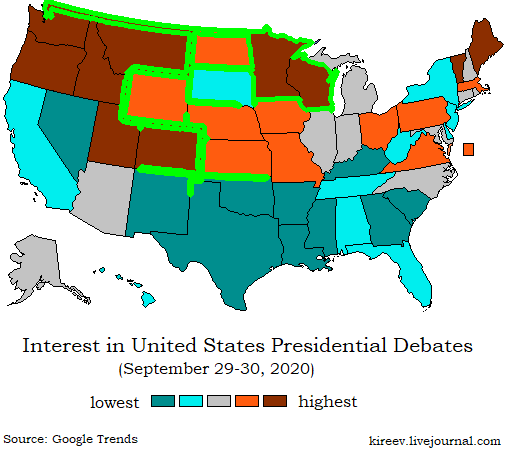 Interest in United States Presidential Debates
(September 29-30, 2020)
lowest highest
Source: Google Trends
kireev.livejournal.com